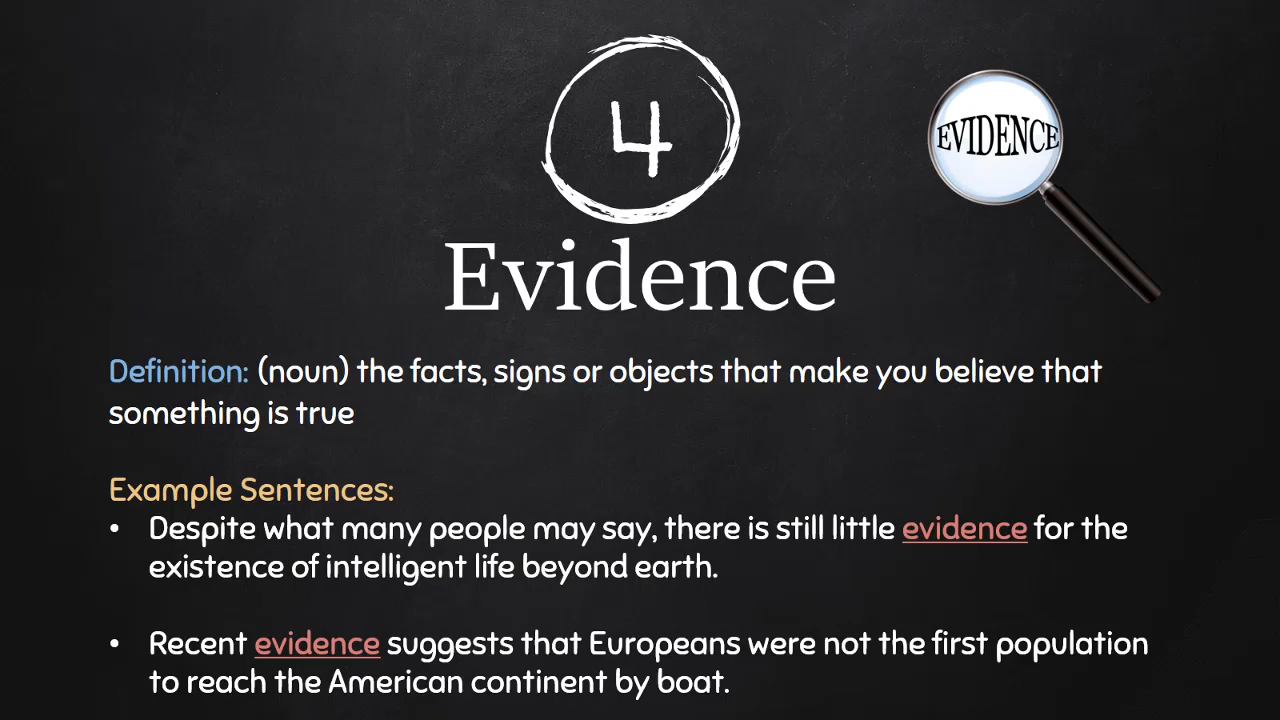 4
EVIDENCE
Evidence
Definition: (noun) the facts, signs or objects that make you believe that
something is true
Example Sentences:
• Despite what many people may say, there is still little evidence for the
existence of intelligent life beyond earth.
• Recent evidence suggests that Europeans were not the first population
to reach the American continent by boat.